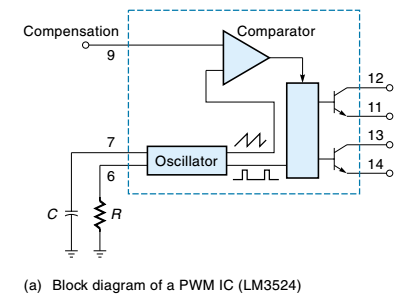 Compensation
9
Comparator
12
11
13
14
7
Oscillator
6
C
R
(a) Block diagram of a PWM IC (LM3524)